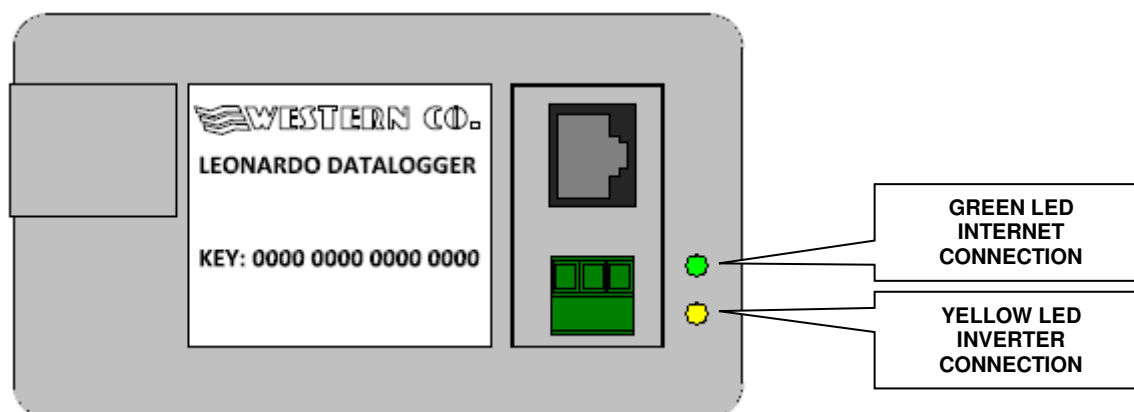 WESTERN CO.
LEONARDO DATALOGGER
KEY: 0000 0000 0000 0000
GREEN LED
INTERNET
CONNECTION
YELLOW LED
INVERTER
CONNECTION